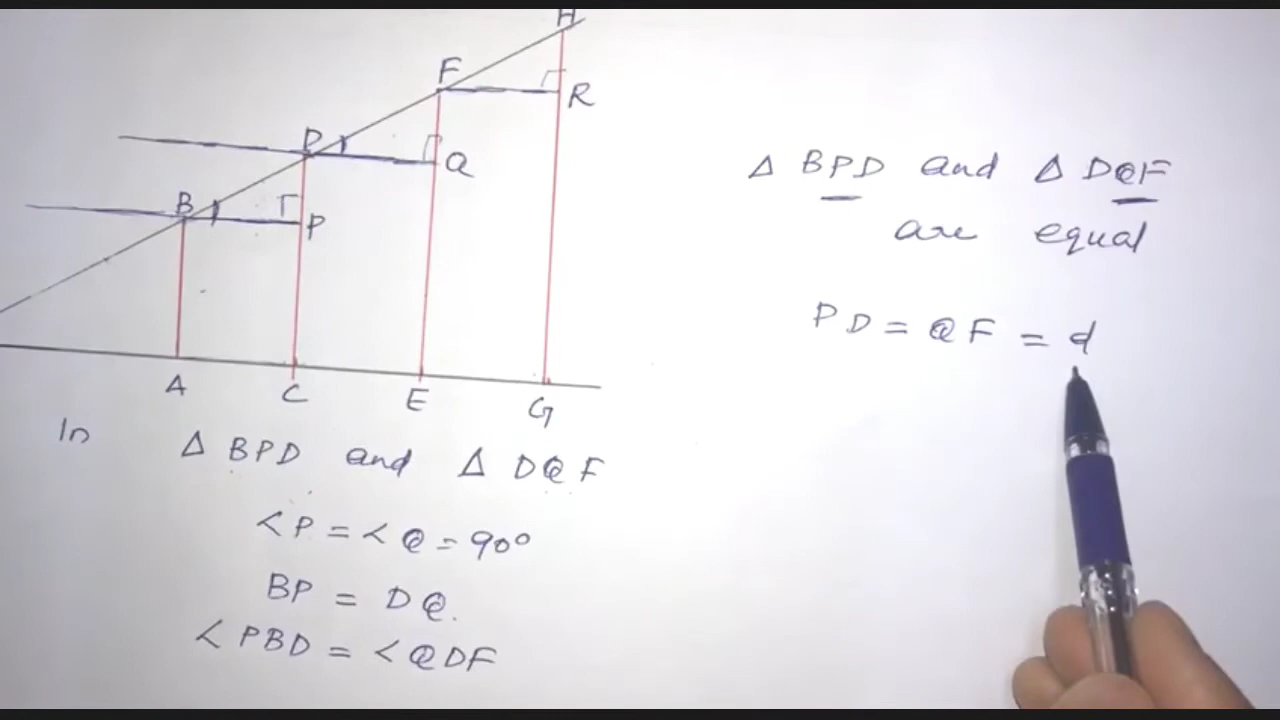 H
F
R
D
Q
B
P
A
C
E
G
In Δ BPD and Δ DQF
<P = <Q = 90°
BP = DQ.
<PBD = <QDF
Δ BPD and Δ DQF
are equal
PD = QF = d